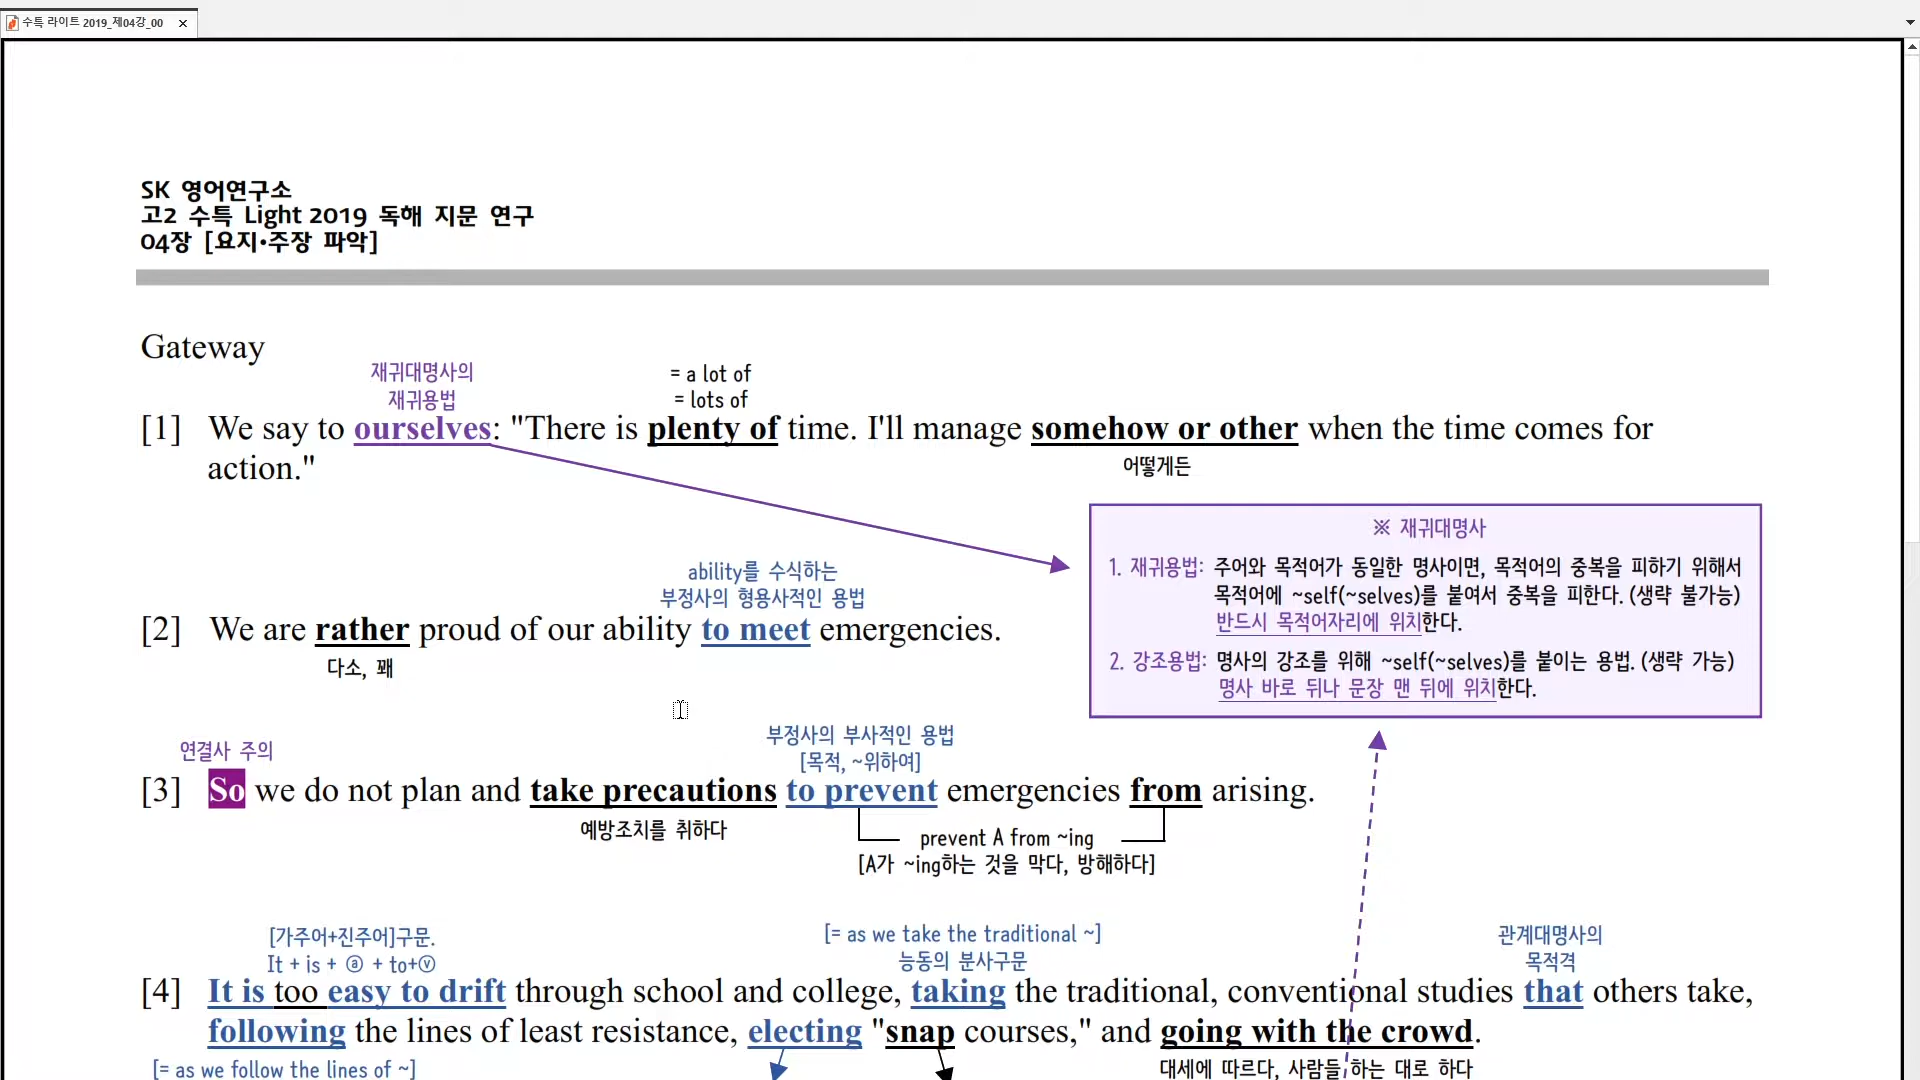 수특 라이트 2019_제04강_00
SK 영어연구소
고2 수특 Light 2019 독해 지문 연구
04장 [요지•주장 파악]
Gateway
재귀대명사의
재귀용법
= a lot of
= lots of
[1] We say to ourselves: "There is plenty of time. I'll manage somehow or other when the time comes for
action."
어떻게든
※ 재귀대명사
1. 재귀용법: 주어와 목적어가 동일한 명사이면, 목적어의 중복을 피하기 위해서
목적어에 ~self(~selves)를 붙여서 중복을 피한다. (생략 불가능)
반드시 목적어자리에 위치한다.
2. 강조용법: 명사의 강조를 위해 ~self(~selves)를 붙이는 용법. (생략 가능)
명사 바로 뒤나 문장 맨 뒤에 위치한다.
ability를 수식하는
부정사의 형용사적인 용법
[2] We are rather proud of our ability to meet emergencies.
다소, 꽤
연결사 주의
부정사의 부사적인 용법
[목적, ~위하여]
[3] So we do not plan and take precautions to prevent emergencies from arising.
예방조치를 취하다
prevent A from ~ing
[A가 ~ing하는 것을 막다, 방해하다]
[가주어+진주어]구문.
It + is + ⓐ + to+ⓥ
[= as we take the traditional ~]
능동의 분사구문
관계대명사의
목적격
[4] It is too easy to drift through school and college, taking the traditional, conventional studies that others take,
following the lines of least resistance, electing "snap courses," and going with the crowd.
[= as we follow the lines of ~]
대세에 따르다, 사람들 하는 대로 하다